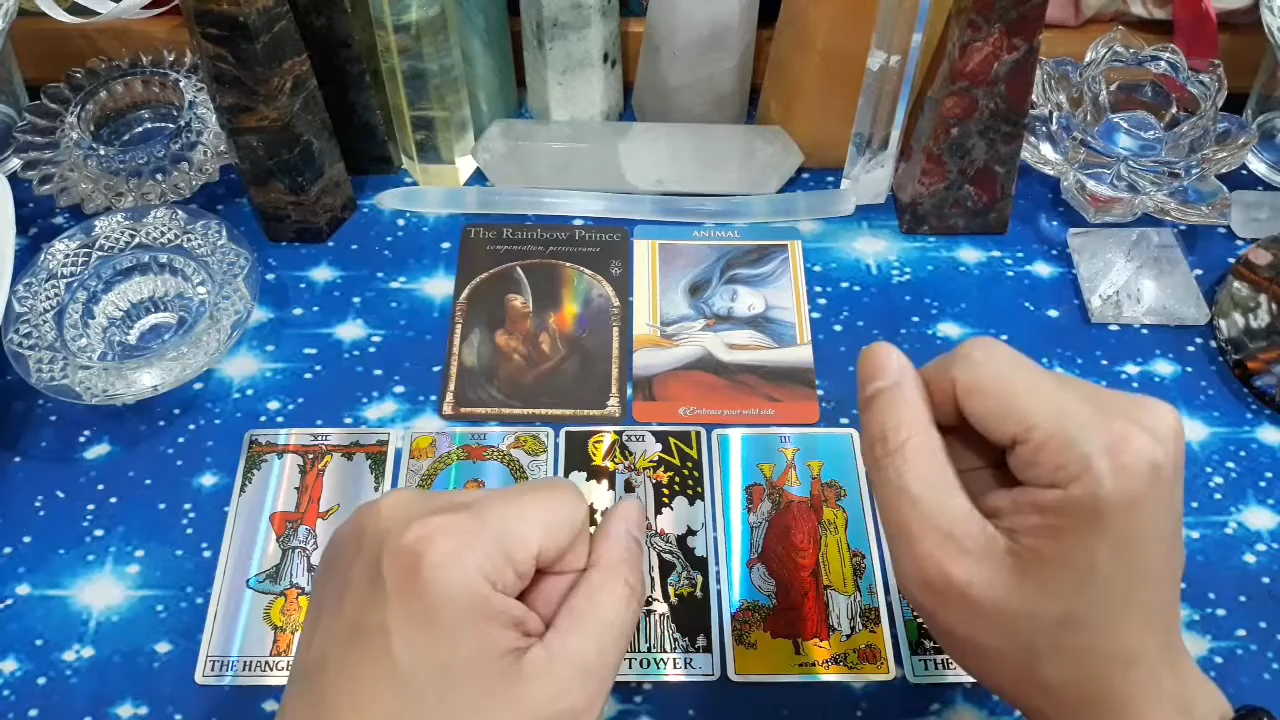 The Rainbow Prince
compensation, perseverance
26
ANIMAL
Embrace your wild side
XII
XXI
XVI
III
THE HANGE
TOWER.
THE